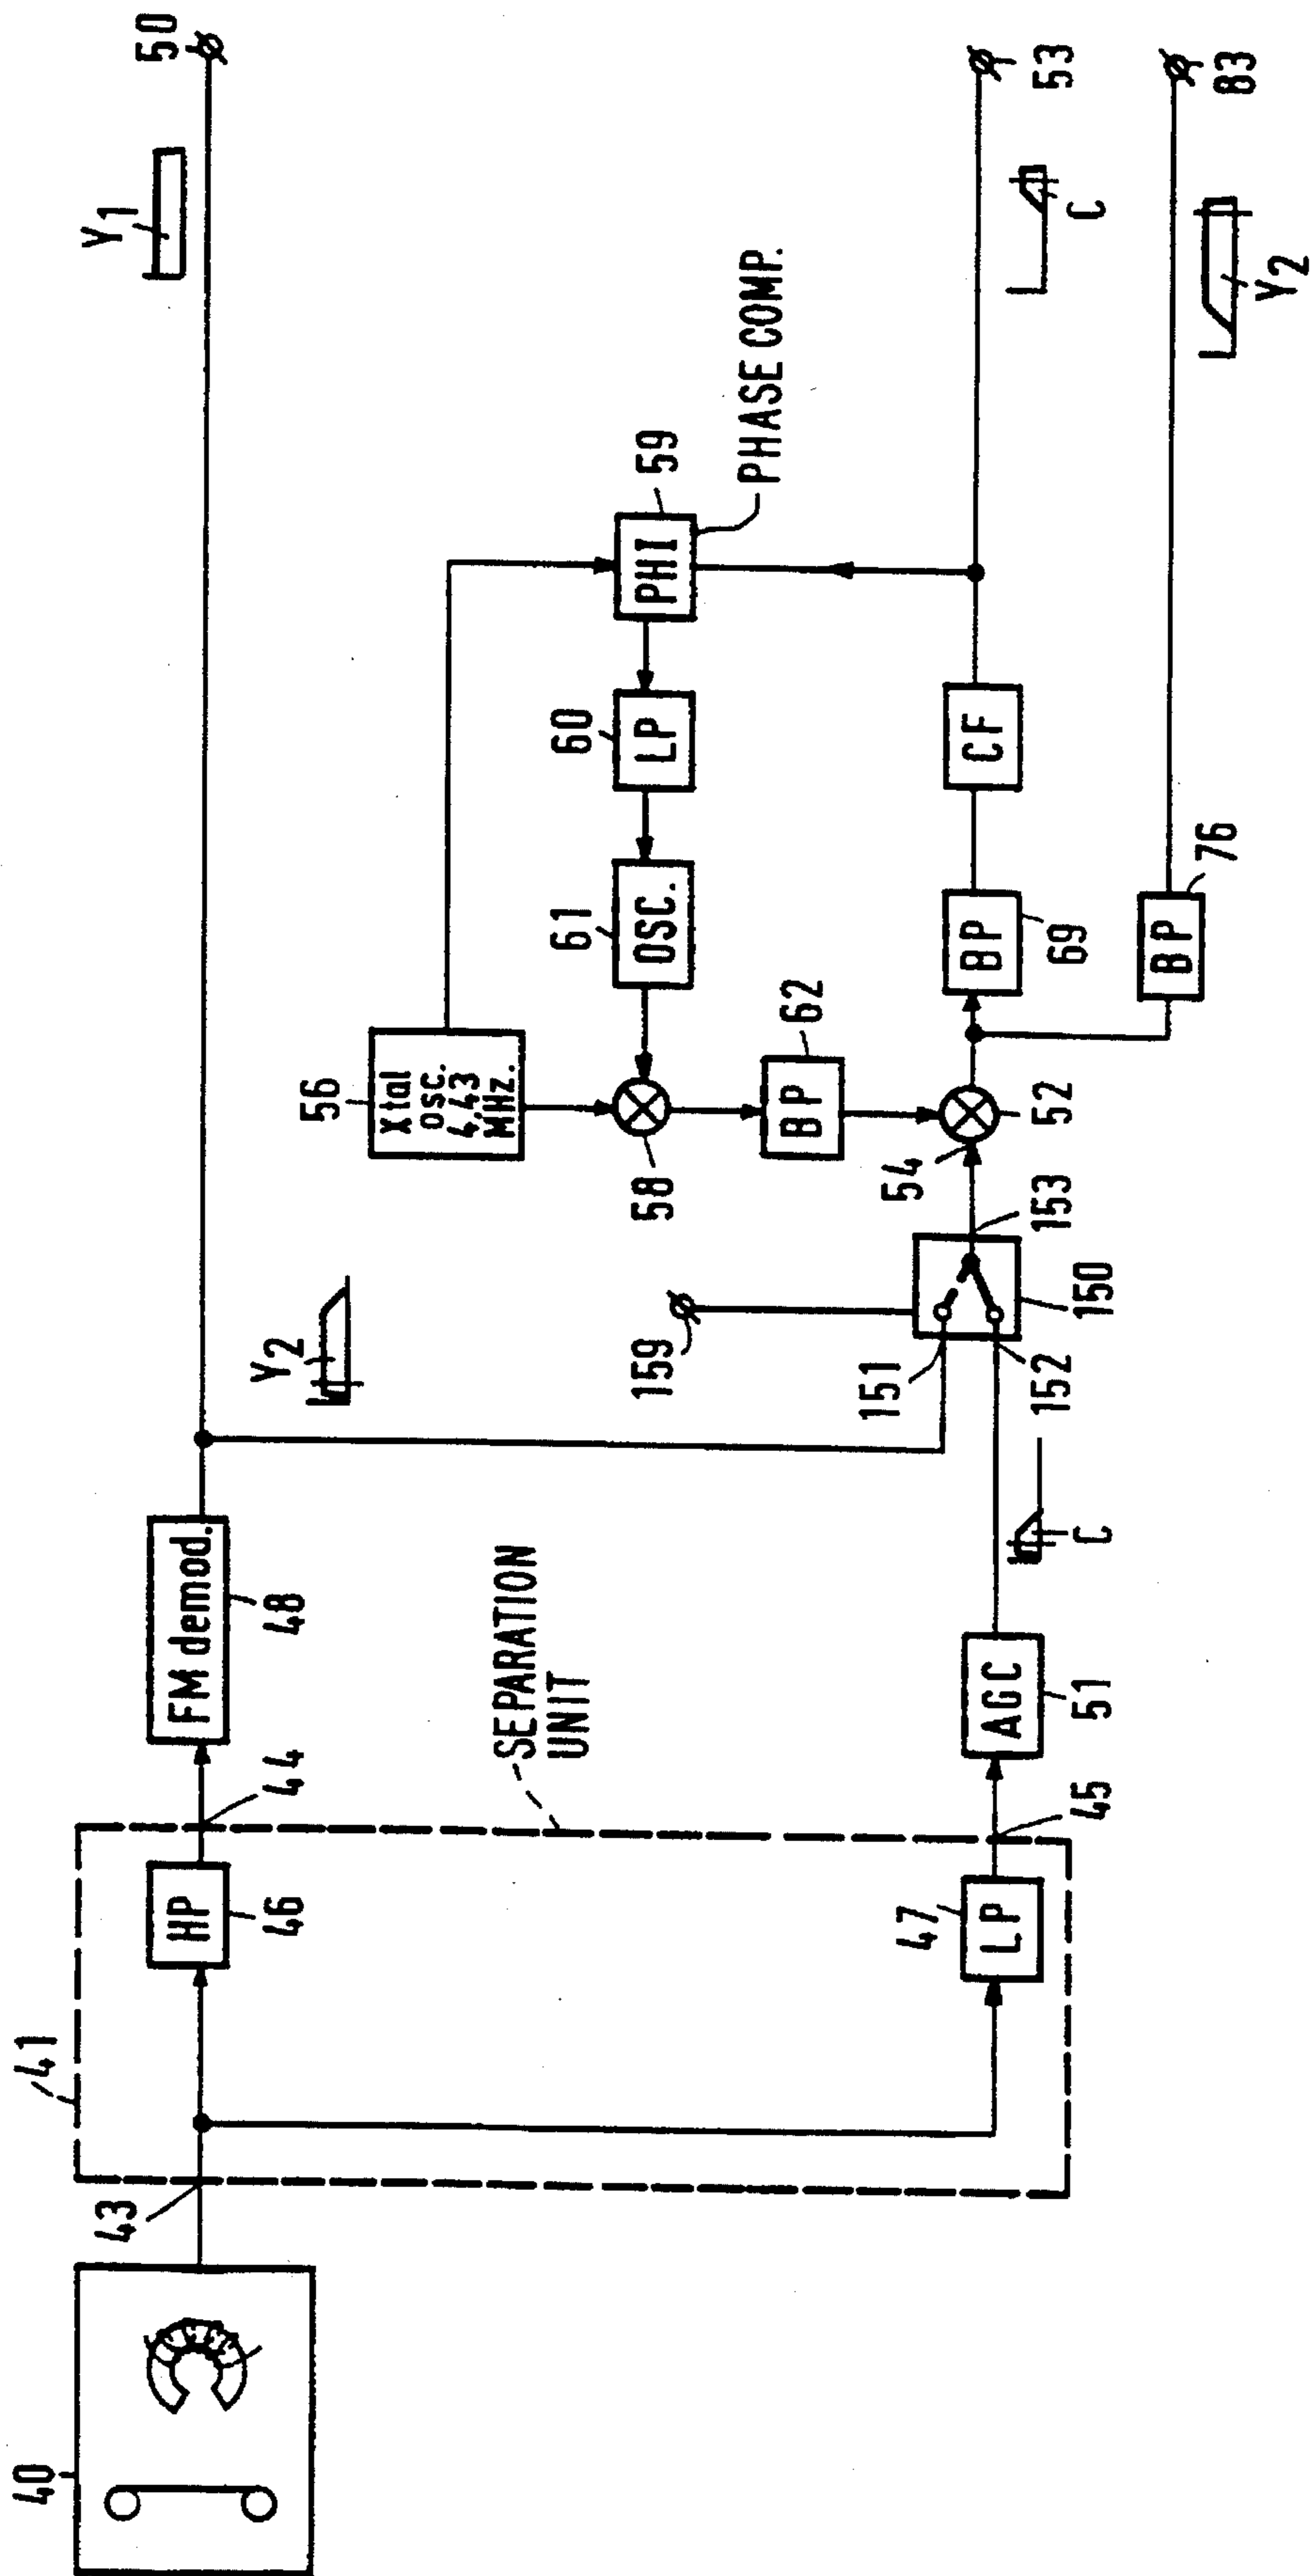 40
43
41
HP
46
44
FM demod.
48
Y1
50
SEPARATION
UNIT
47
LP
45
AGC
51
C
Y2
159
151
152
150
153
54
52
56
Xtal
osc.
4,43
MHz.
58
62
BP
61
OSC.
60
LP
59
PHI
PHASE COMP.
BP
69
CF
C
53
BP
76
Y2
83